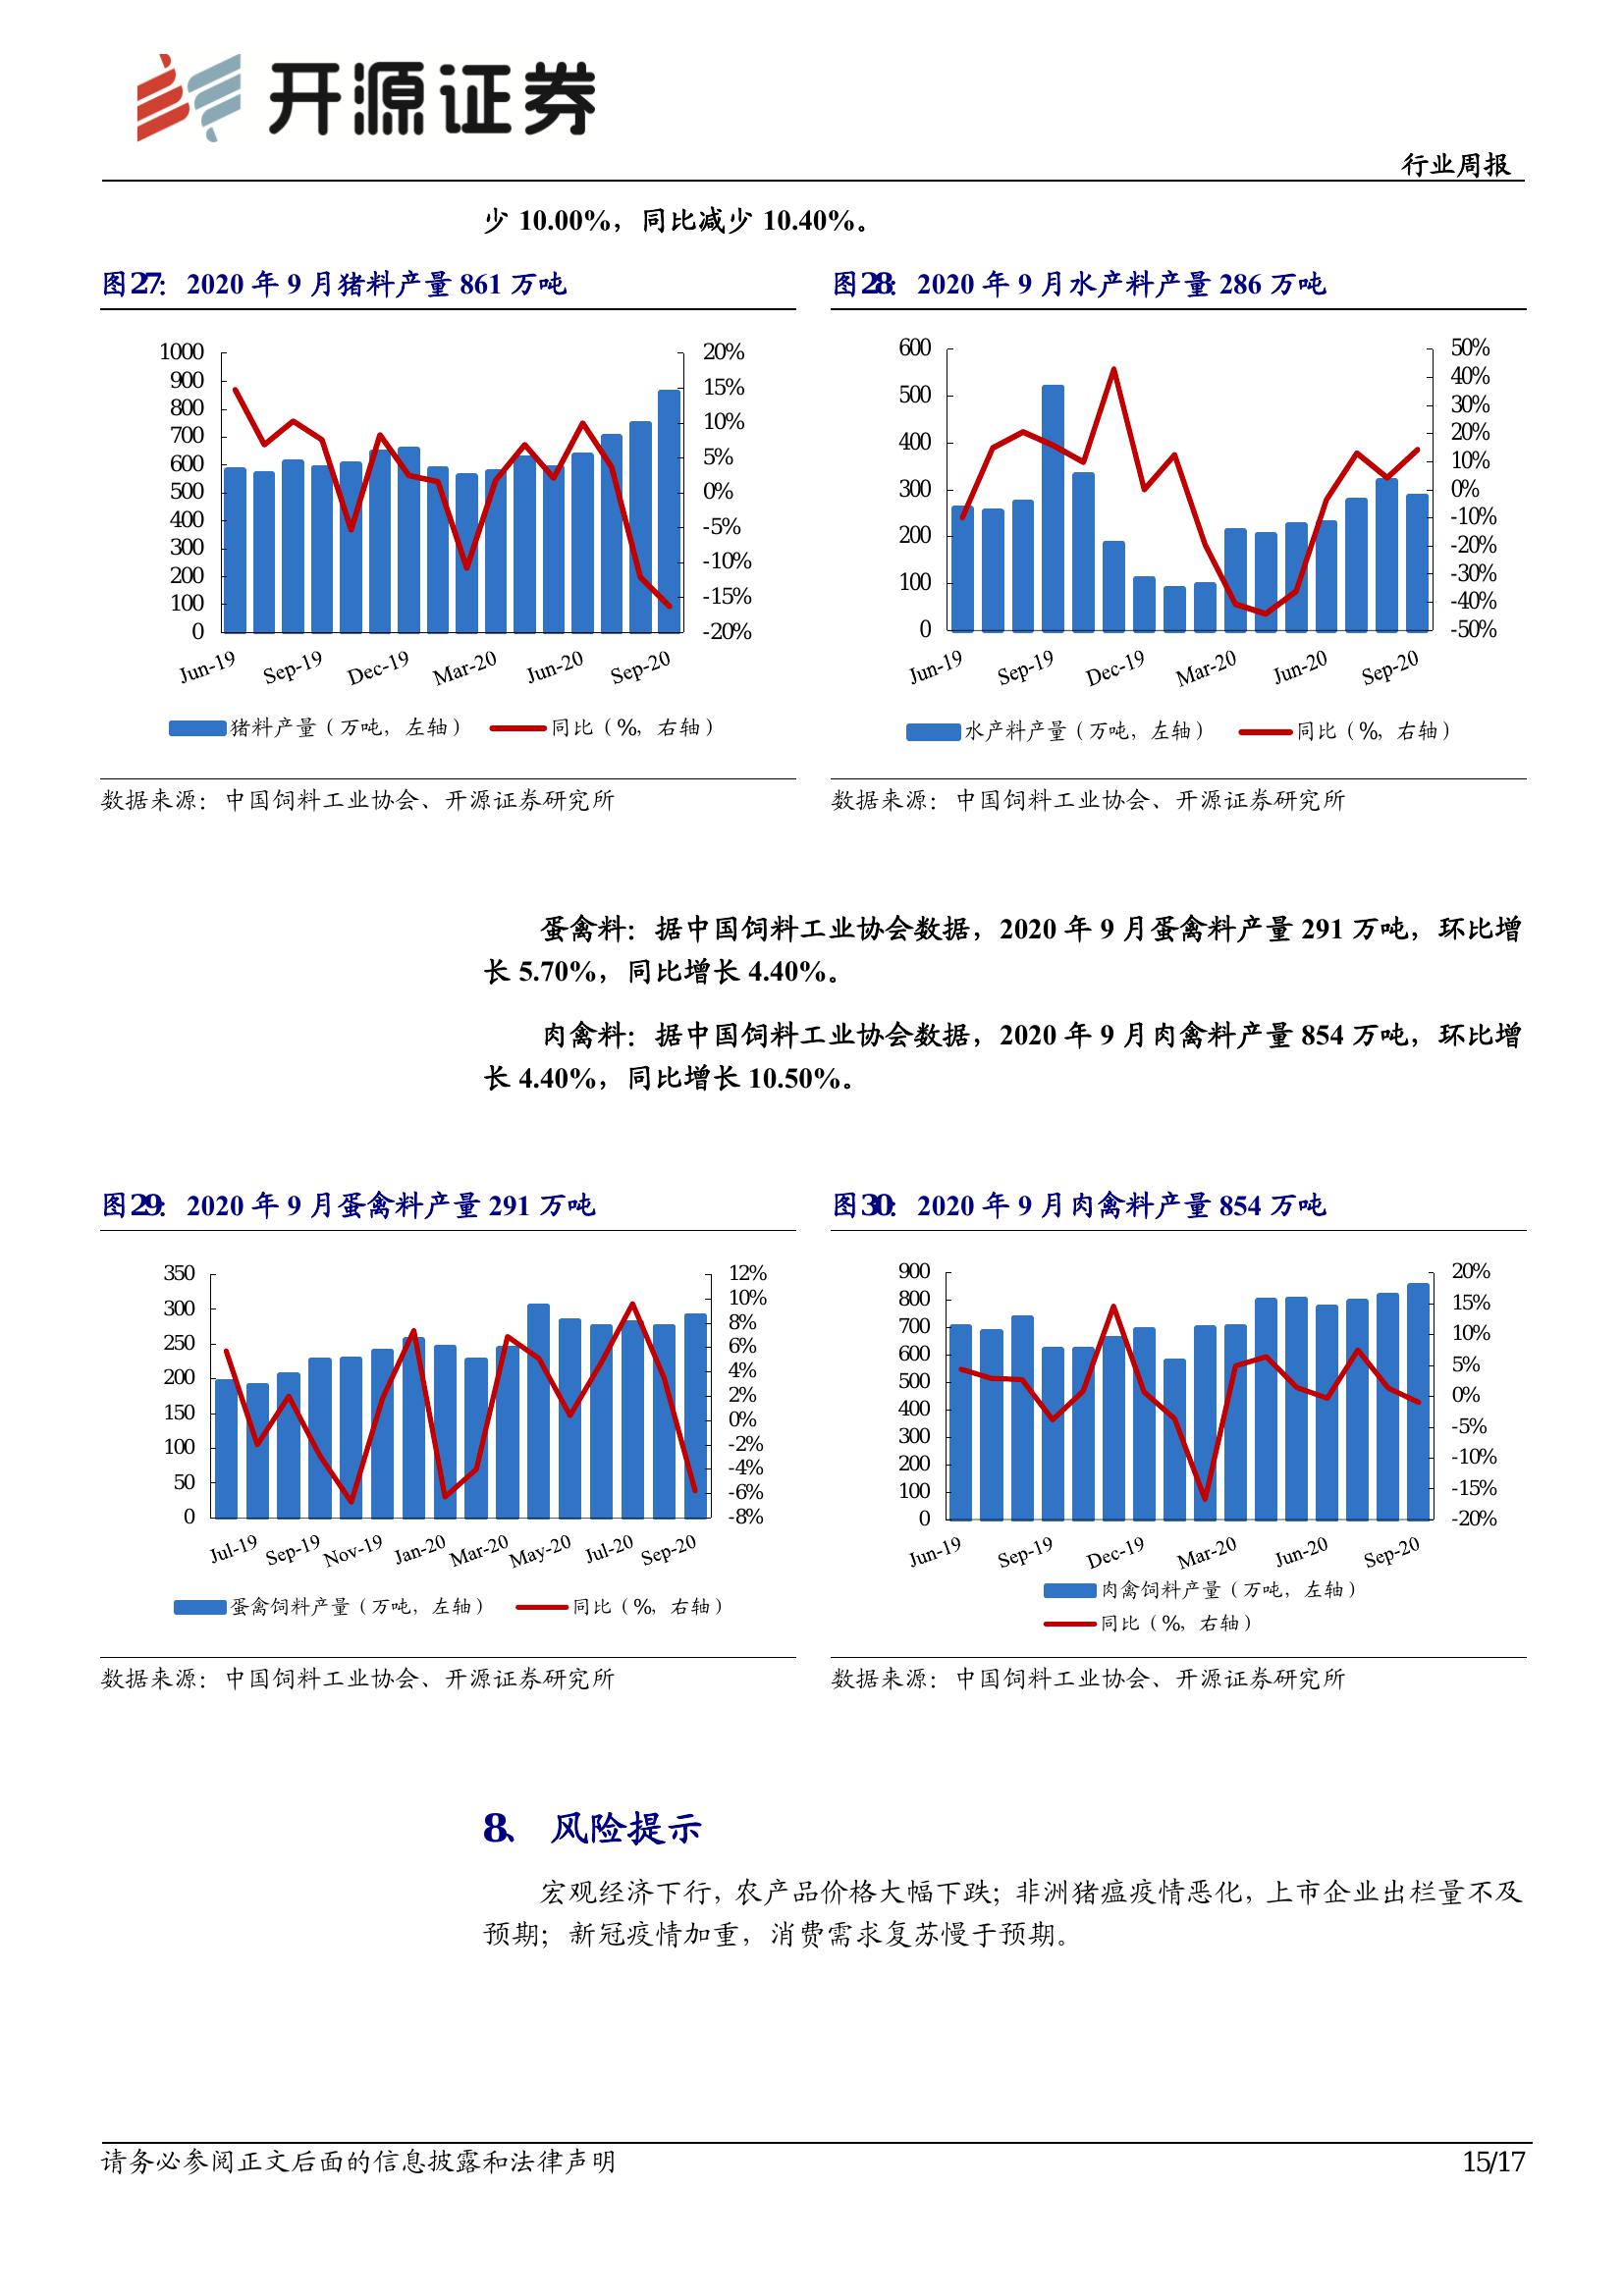 开源证券
行业周报
少 10.00%，同比减少 10.40%。
图27： 2020 年 9 月猪料产量 861 万吨
1000
900
800
700
600
500
400
300
200
100
0
20%
15%
10%
5%
0%
-5%
-10%
-15%
-20%
Jun-19 Sep-19 Dec-19 Mar-20 Jun-20 Sep-20
猪料产量（万吨，左轴） 同比（%，右轴）
数据来源：中国饲料工业协会、开源证券研究所
图28： 2020 年 9 月水产料产量 286 万吨
600
500
400
300
200
100
0
50%
40%
30%
20%
10%
0%
-10%
-20%
-30%
-40%
-50%
Jun-19 Sep-19 Dec-19 Mar-20 Jun-20 Sep-20
水产料产量（万吨，左轴） 同比（%，右轴）
数据来源：中国饲料工业协会、开源证券研究所
蛋禽料：据中国饲料工业协会数据，2020 年 9 月蛋禽料产量 291 万吨，环比增
长 5.70%，同比增长 4.40%。
肉禽料：据中国饲料工业协会数据，2020 年 9 月肉禽料产量 854 万吨，环比增
长 4.40%，同比增长 10.50%。
图29： 2020 年 9 月蛋禽料产量 291 万吨
350
300
250
200
150
100
50
0
12%
10%
8%
6%
4%
2%
0%
-2%
-4%
-6%
-8%
Jul-19 Sep-19 Nov-19 Jan-20 Mar-20 May-20 Jul-20 Sep-20
蛋禽饲料产量（万吨，左轴） 同比（%，右轴）
数据来源：中国饲料工业协会、开源证券研究所
图30： 2020 年 9 月肉禽料产量 854 万吨
900
800
700
600
500
400
300
200
100
0
20%
15%
10%
5%
0%
-5%
-10%
-15%
-20%
Jun-19 Sep-19 Dec-19 Mar-20 Jun-20 Sep-20
肉禽饲料产量（万吨，左轴）
同比（%，右轴）
数据来源：中国饲料工业协会、开源证券研究所
8、 风险提示
宏观经济下行，农产品价格大幅下跌；非洲猪瘟疫情恶化，上市企业出栏量不及
预期；新冠疫情加重，消费需求复苏慢于预期。
请务必参阅正文后面的信息披露和法律声明
15/17